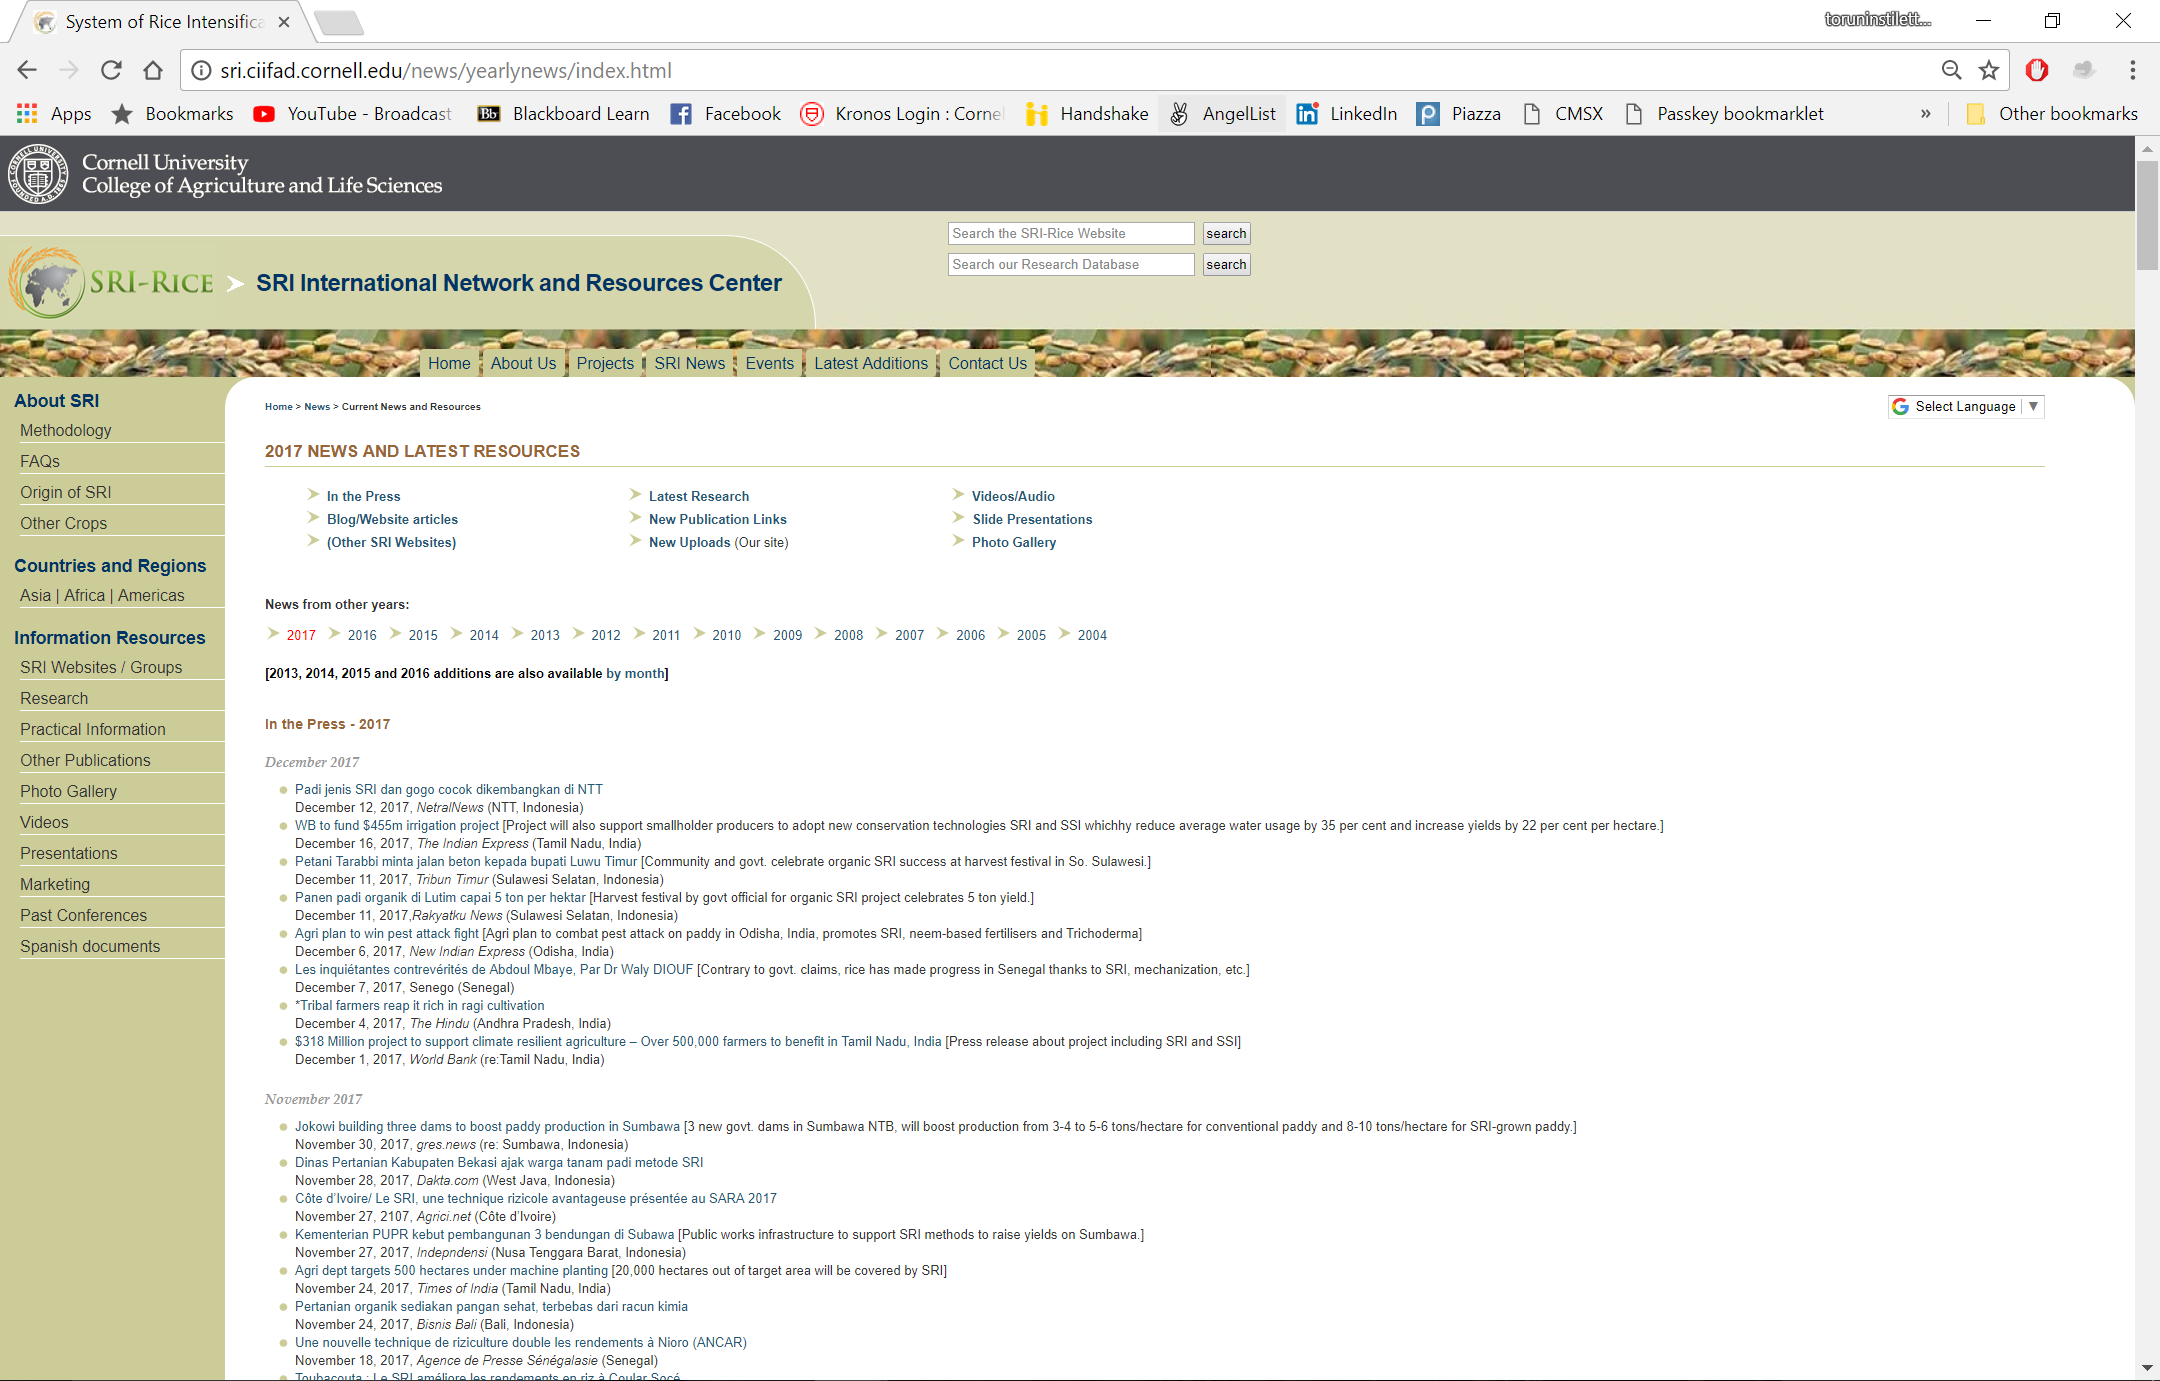 System of Rice Intensifica
toruninstilett...
sri.ciifad.cornell.edu/news/yearlynews/index.html
Apps Bookmarks YouTube - Broadcast Bb Blackboard Learn Facebook Kronos Login : Cornel Handshake AngelList LinkedIn Piazza CMSX Passkey bookmarklet » Other bookmarks
Cornell University
College of Agriculture and Life Sciences
Search the SRI-Rice Website search
Search our Research Database search
SRI-RICE SRI International Network and Resources Center
Home About Us Projects SRI News Events Latest Additions Contact Us
About SRI
Methodology
FAQs
Origin of SRI
Other Crops
Countries and Regions
Asia | Africa | Americas
Information Resources
SRI Websites / Groups
Research
Practical Information
Other Publications
Photo Gallery
Videos
Presentations
Marketing
Past Conferences
Spanish documents
Home > News > Current News and Resources
Select Language ▼
2017 NEWS AND LATEST RESOURCES
In the Press Latest Research Videos/Audio
Blog/Website articles New Publication Links Slide Presentations
(Other SRI Websites) New Uploads (Our site) Photo Gallery
News from other years:
2017 2016 2015 2014 2013 2012 2011 2010 2009 2008 2007 2006 2005 2004
[2013, 2014, 2015 and 2016 additions are also available by month]
In the Press - 2017
December 2017
Padi jenis SRI dan gogo cocok dikembangkan di NTT
December 12, 2017, NetralNews (NTT, Indonesia)
WB to fund $455m irrigation project [Project will also support smallholder producers to adopt new conservation technologies SRI and SSI whichhy reduce average water usage by 35 per cent and increase yields by 22 per cent per hectare.]
December 16, 2017, The Indian Express (Tamil Nadu, India)
Petani Tarabbi minta jalan beton kepada bupati Luwu Timur [Community and govt. celebrate organic SRI success at harvest festival in So. Sulawesi.]
December 11, 2017, Tribun Timur (Sulawesi Selatan, Indonesia)
Panen padi organik di Lutim capai 5 ton per hektar [Harvest festival by govt official for organic SRI project celebrates 5 ton yield.]
December 11, 2017,Rakyatku News (Sulawesi Selatan, Indonesia)
Agri plan to win pest attack fight [Agri plan to combat pest attack on paddy in Odisha, India, promotes SRI, neem-based fertilisers and Trichoderma]
December 6, 2017, New Indian Express (Odisha, India)
Les inquiétantes contrevérités de Abdoul Mbaye, Par Dr Waly DIOUF [Contrary to govt. claims, rice has made progress in Senegal thanks to SRI, mechanization, etc.]
December 7, 2017, Senego (Senegal)
*Tribal farmers reap it rich in ragi cultivation
December 4, 2017, The Hindu (Andhra Pradesh, India)
$318 Million project to support climate resilient agriculture – Over 500,000 farmers to benefit in Tamil Nadu, India [Press release about project including SRI and SSI]
December 1, 2017, World Bank (re:Tamil Nadu, India)
November 2017
Jokowi building three dams to boost paddy production in Sumbawa [3 new govt. dams in Sumbawa NTB, will boost production from 3-4 to 5-6 tons/hectare for conventional paddy and 8-10 tons/hectare for SRI-grown paddy.]
November 30, 2017, gres.news (re: Sumbawa, Indonesia)
Dinas Pertanian Kabupaten Bekasi ajak warga tanam padi metode SRI
November 28, 2017, Dakta.com (West Java, Indonesia)
Côte d'Ivoire/ Le SRI, une technique rizicole avantageuse présentée au SARA 2017
November 27, 2107, Agrici.net (Côte d'Ivoire)
Kementerian PUPR kebut pembangunan 3 bendungan di Subawa [Public works infrastructure to support SRI methods to raise yields on Sumbawa.]
November 27, 2017, Indepndensi (Nusa Tenggara Barat, Indonesia)
Agri dept targets 500 hectares under machine planting [20,000 hectares out of target area will be covered by SRI]
November 24, 2017, Times of India (Tamil Nadu, India)
Pertanian organik sediakan pangan sehat, terbebas dari racun kimia
November 24, 2017, Bisnis Bali (Bali, Indonesia)
Une nouvelle technique de riziculture double les rendements à Nioro (ANCAR)
November 18, 2017, Agence de Presse Sénégalasie (Senegal)
Toubacouta : Le SRI améliore les rendements en riz à Coular Socé